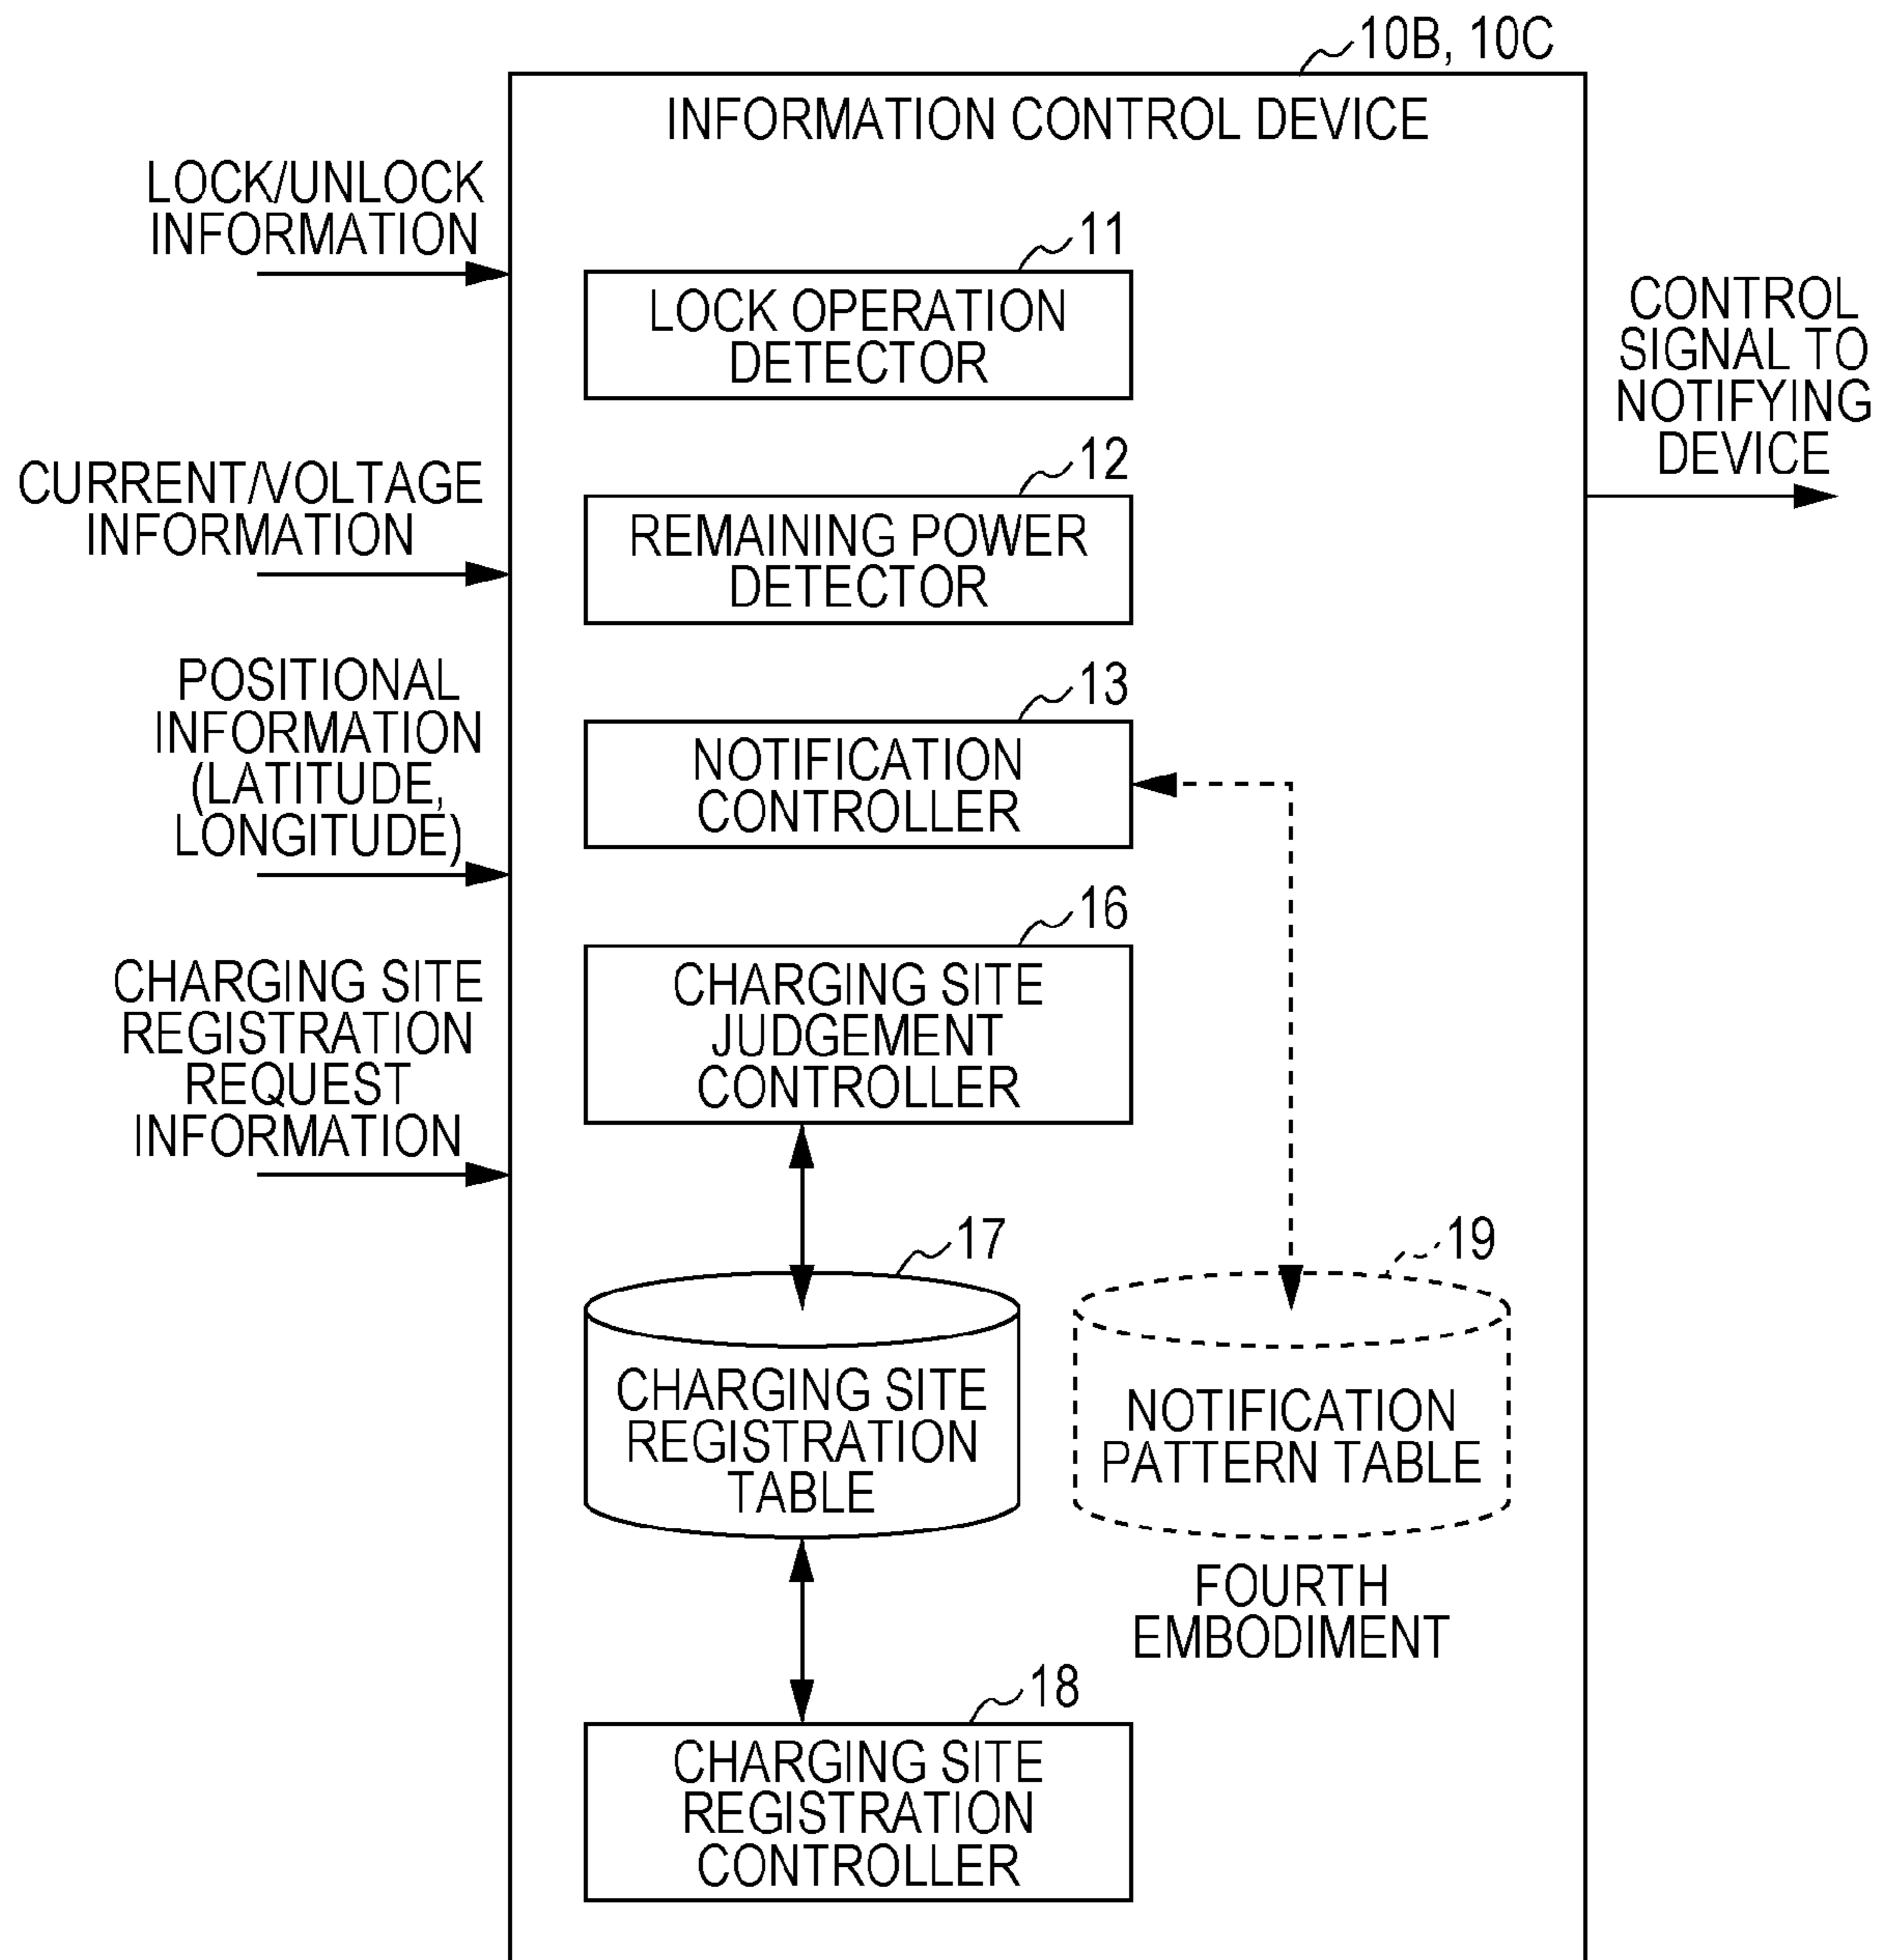 10B, 10C
INFORMATION CONTROL DEVICE
LOCK/UNLOCK
INFORMATION
11
LOCK OPERATION
DETECTOR
CONTROL
SIGNAL TO
NOTIFYING
DEVICE
12
CURRENT/VOLTAGE
INFORMATION
REMAINING POWER
DETECTOR
13
POSITIONAL
INFORMATION
(LATITUDE,
LONGITUDE)
NOTIFICATION
CONTROLLER
16
CHARGING SITE
REGISTRATION
REQUEST
INFORMATION
CHARGING SITE
JUDGEMENT
CONTROLLER
17
CHARGING SITE
REGISTRATION
TABLE
19
NOTIFICATION
PATTERN TABLE
FOURTH
EMBODIMENT
18
CHARGING SITE
REGISTRATION
CONTROLLER